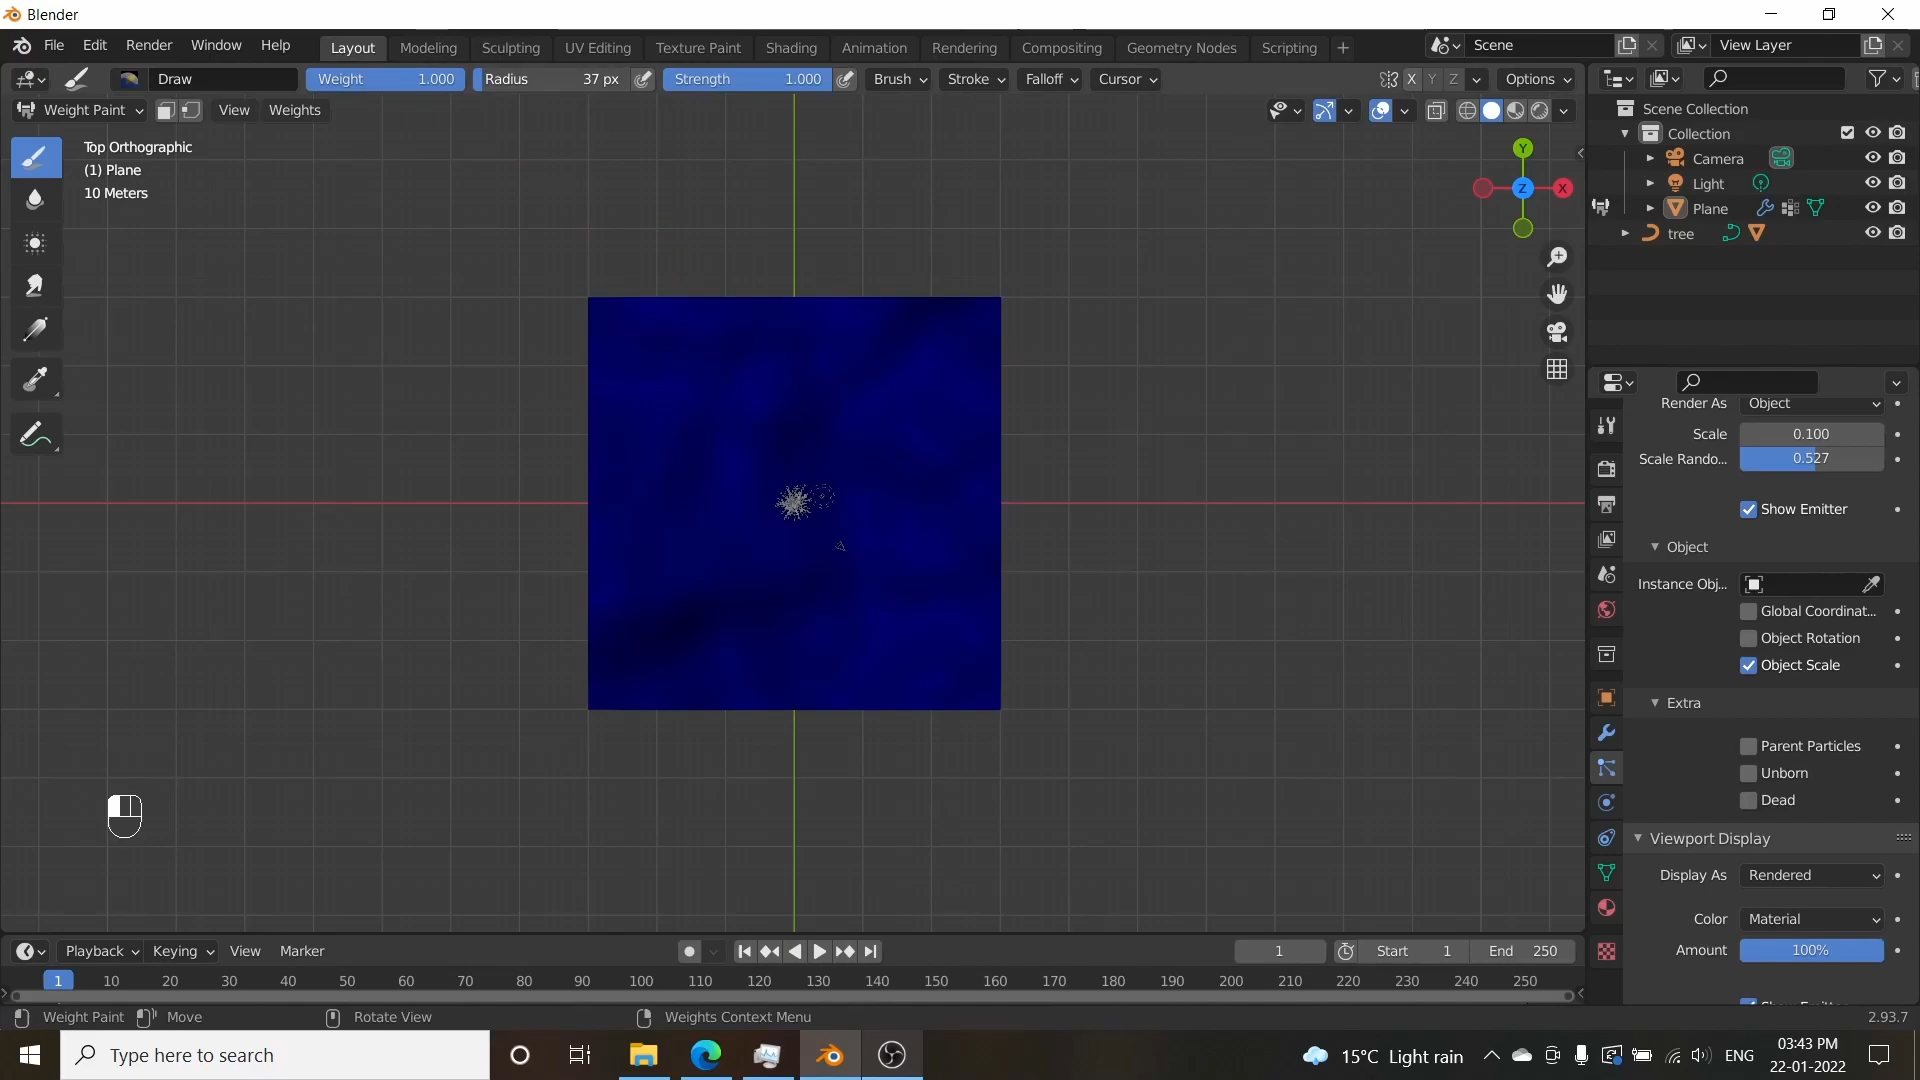 Blender
File Edit Render Window Help Layout Modeling Sculpting UV Editing Texture Paint Shading Animation Rendering Compositing Geometry Nodes Scripting + Scene View Layer
Draw Weight 1.000 Radius 37 px Strength 1.000 Brush Stroke Falloff Cursor X Y Z Options
Weight Paint View Weights
Top Orthographic
(1) Plane
10 Meters
Y
Z X
Scene Collection
Collection
Camera
Light
Plane
tree
Render As Object
Scale 0.100
Scale Rando... 0.527
Show Emitter
Object
Instance Obj...
Global Coordinat...
Object Rotation
Object Scale
Extra
Parent Particles
Unborn
Dead
Viewport Display
Display As Rendered
Color Material
Amount 100%
Playback Keying View Marker 1 Start 1 End 250
1 10 20 30 40 50 60 70 80 90 100 110 120 130 140 150 160 170 180 190 200 210 220 230 240 250
Weight Paint Move Rotate View Weights Context Menu 2.93.7
Type here to search 15°C Light rain ENG 03:43 PM
22-01-2022